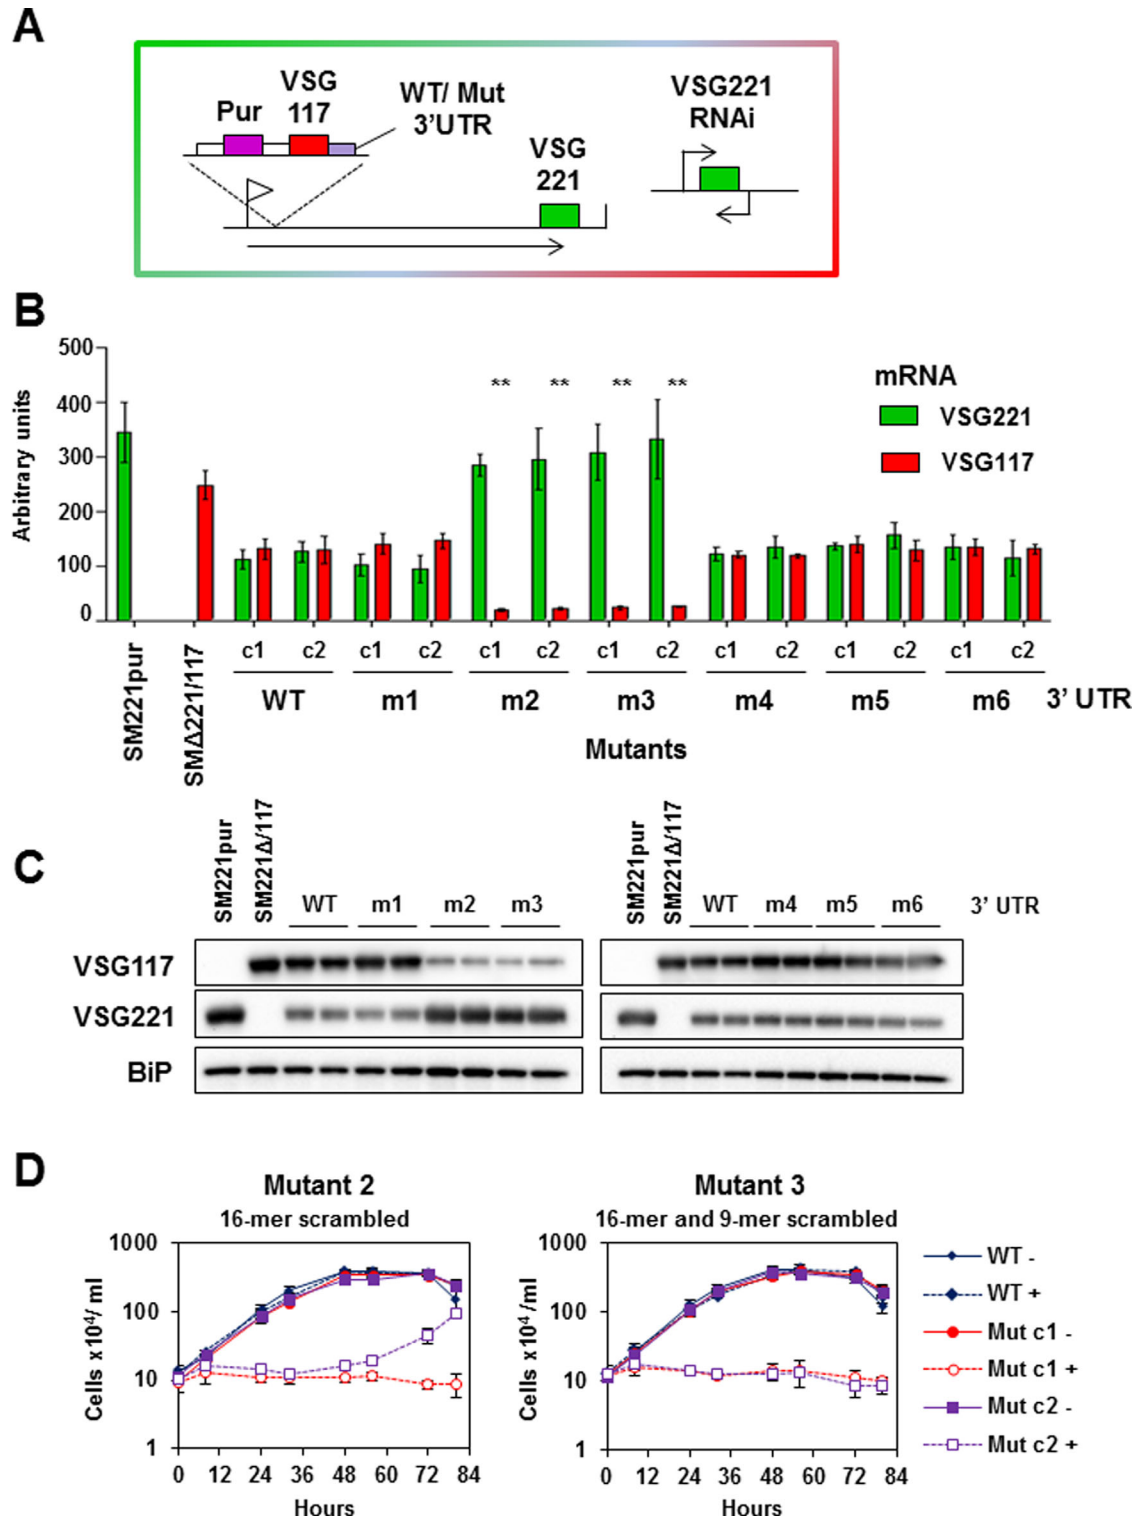 A
VSG
117
Pur
WT/ Mut
3'UTR
VSG
221
VSG221
RNAi
B
Arbitrary units
500
400
300
200
100
0
** ** ** **
mRNA
VSG221
VSG117
c1 c2 c1 c2 c1 c2 c1 c2 c1 c2 c1 c2 c1 c2
SM221pur
SMΔ221/117
WT m1 m2 m3 m4 m5 m6 3' UTR
Mutants
C
SM221pur
SM221Δ/117
WT m1 m2 m3
SM221pur
SM221Δ/117
WT m4 m5 m6 3' UTR
VSG117
VSG221
BiP
D
Mutant 2
16-mer scrambled
Cells x10⁴/ ml
1000
100
10
1
0 12 24 36 48 60 72 84
Hours
Mutant 3
16-mer and 9-mer scrambled
Cells x10⁴/ml
1000
100
10
1
0 12 24 36 48 60 72 84
Hours
WT -
WT +
Mut c1 -
Mut c1 +
Mut c2 -
Mut c2 +